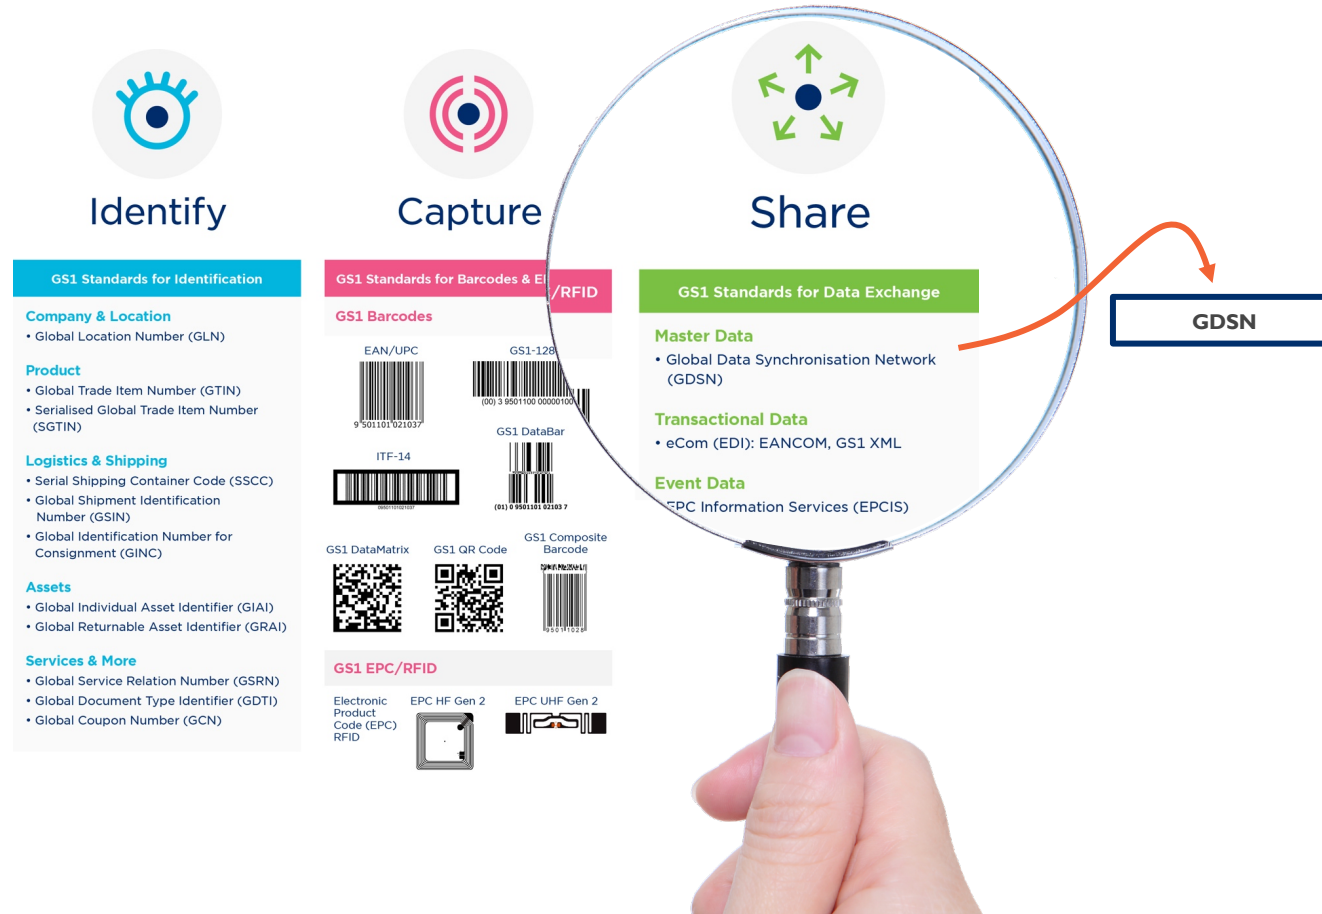 Identify
GS1 Standards for Identification
Company & Location
• Global Location Number (GLN)
Product
• Global Trade Item Number (GTIN)
• Serialised Global Trade Item Number
(SGTIN)
Logistics & Shipping
• Serial Shipping Container Code (SSCC)
• Global Shipment Identification
Number (GSIN)
• Global Identification Number for
Consignment (GINC)
Assets
• Global Individual Asset Identifier (GIAI)
• Global Returnable Asset Identifier (GRAI)
Services & More
• Global Service Relation Number (GSRN)
• Global Document Type Identifier (GDTI)
• Global Coupon Number (GCN)
Capture
GS1 Standards for Barcodes & E
/RFID
GS1 Barcodes
EAN/UPC
9 501101 021037
GS1-128
(00) 3 9501100 00000100
ITF-14
09501101021037
GS1 DataBar
(01) 0 9501101 02103 7
GS1 DataMatrix
GS1 QR Code
GS1 Composite
Barcode
95011028
GS1 EPC/RFID
Electronic
Product
Code (EPC)
RFID
EPC HF Gen 2
EPC UHF Gen 2
Share
GS1 Standards for Data Exchange
Master Data
• Global Data Synchronisation Network
(GDSN)
Transactional Data
• eCom (EDI): EANCOM, GS1 XML
Event Data
EPC Information Services (EPCIS)
GDSN